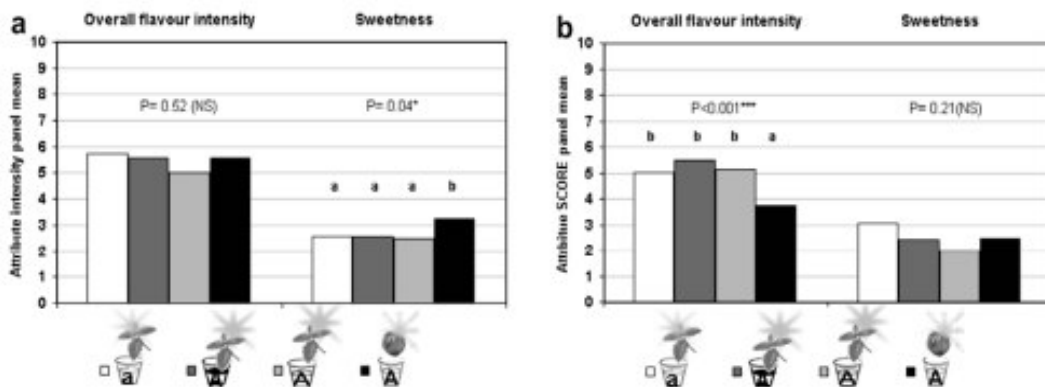 a
Overall flavour intensity Sweetness
Attribute intensity panel mean
10
9
8
7
6
5
4
3
2
1
0
P= 0.52 (NS) P= 0.04*
a a a b
a A A
b
Overall flavour intensity Sweetness
Attribitue SCORE panel mean
10
9
8
7
6
5
4
3
2
1
0
P<0.001*** P= 0.21(NS)
b b b a
a A A